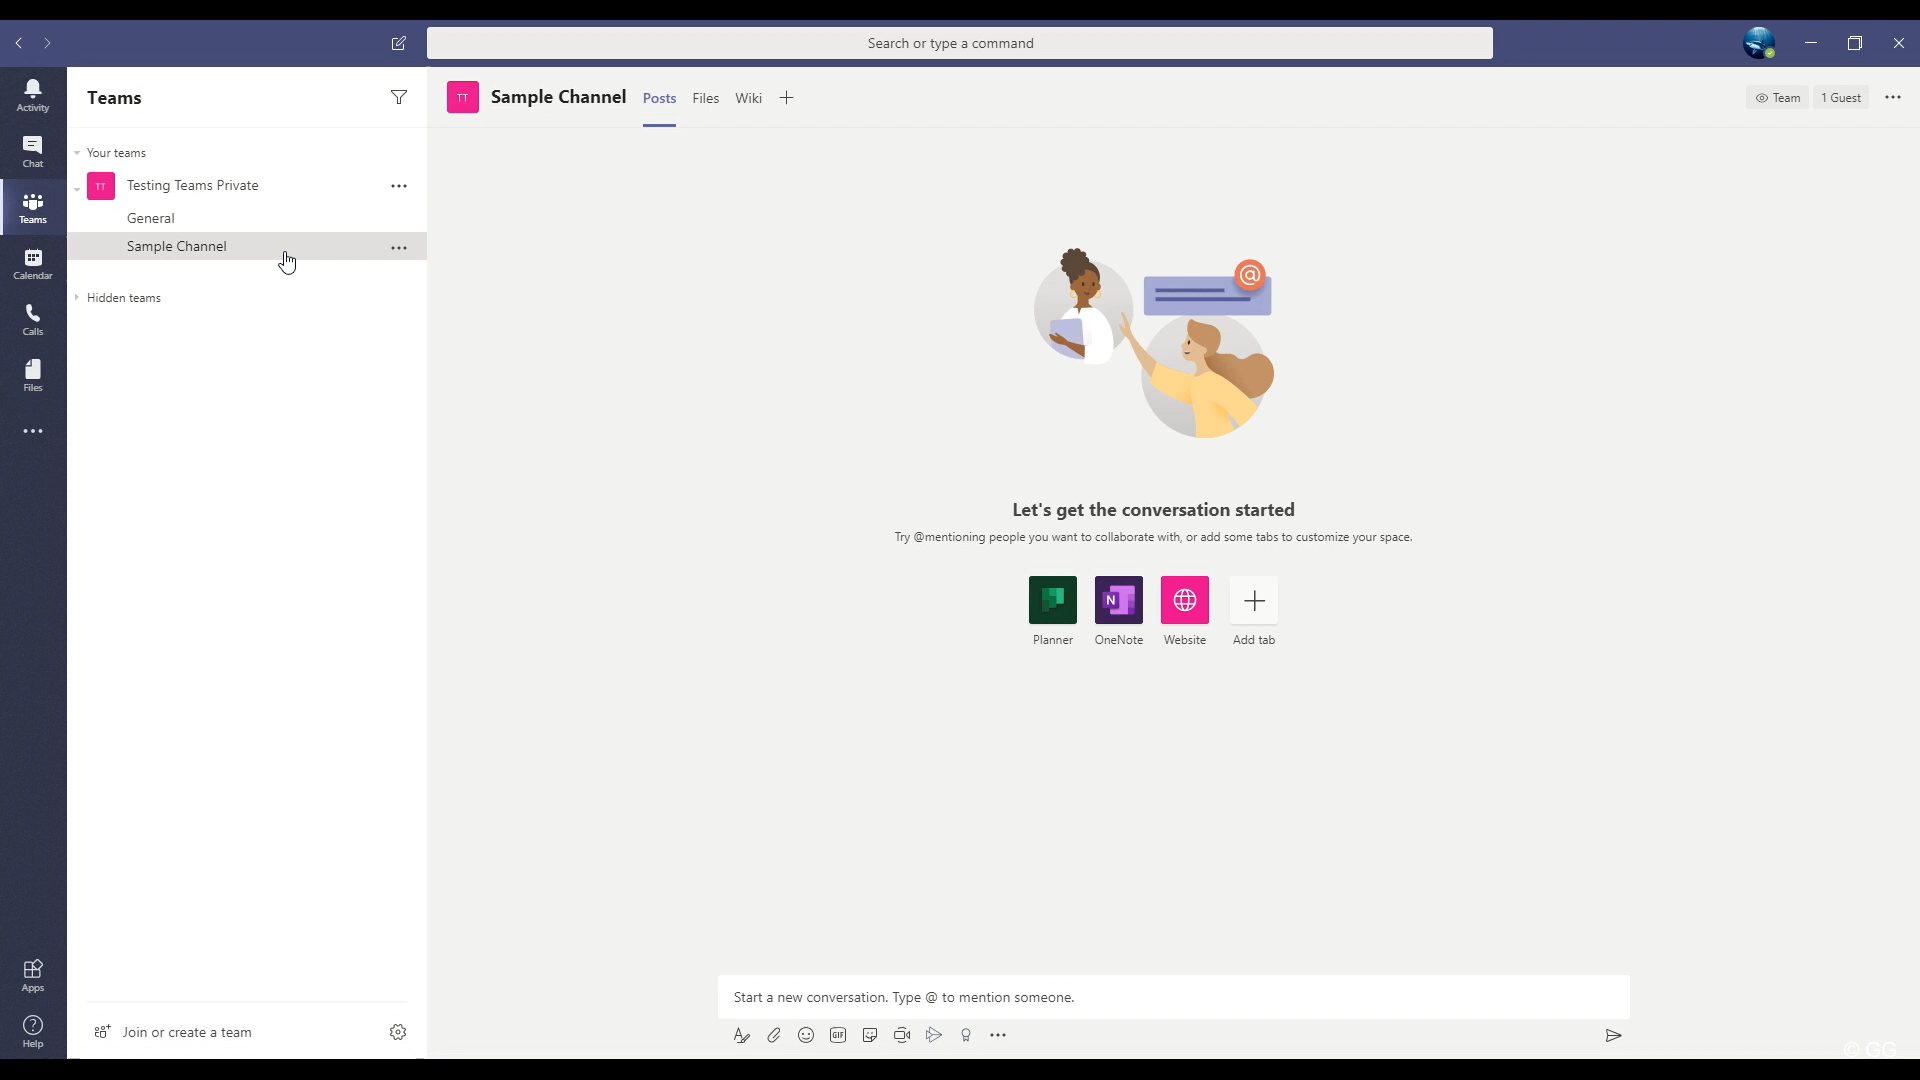 Search or type a command
Activity
Chat
Teams
Calendar
Calls
Files
Apps
Help
Teams
Your teams
TT Testing Teams Private
General
Sample Channel
Hidden teams
Join or create a team
TT Sample Channel Posts Files Wiki
Team 1 Guest
@
Let's get the conversation started
Try @mentioning people you want to collaborate with, or add some tabs to customize your space.
N
Planner OneNote Website Add tab
Start a new conversation. Type @ to mention someone.
GIF
© GG